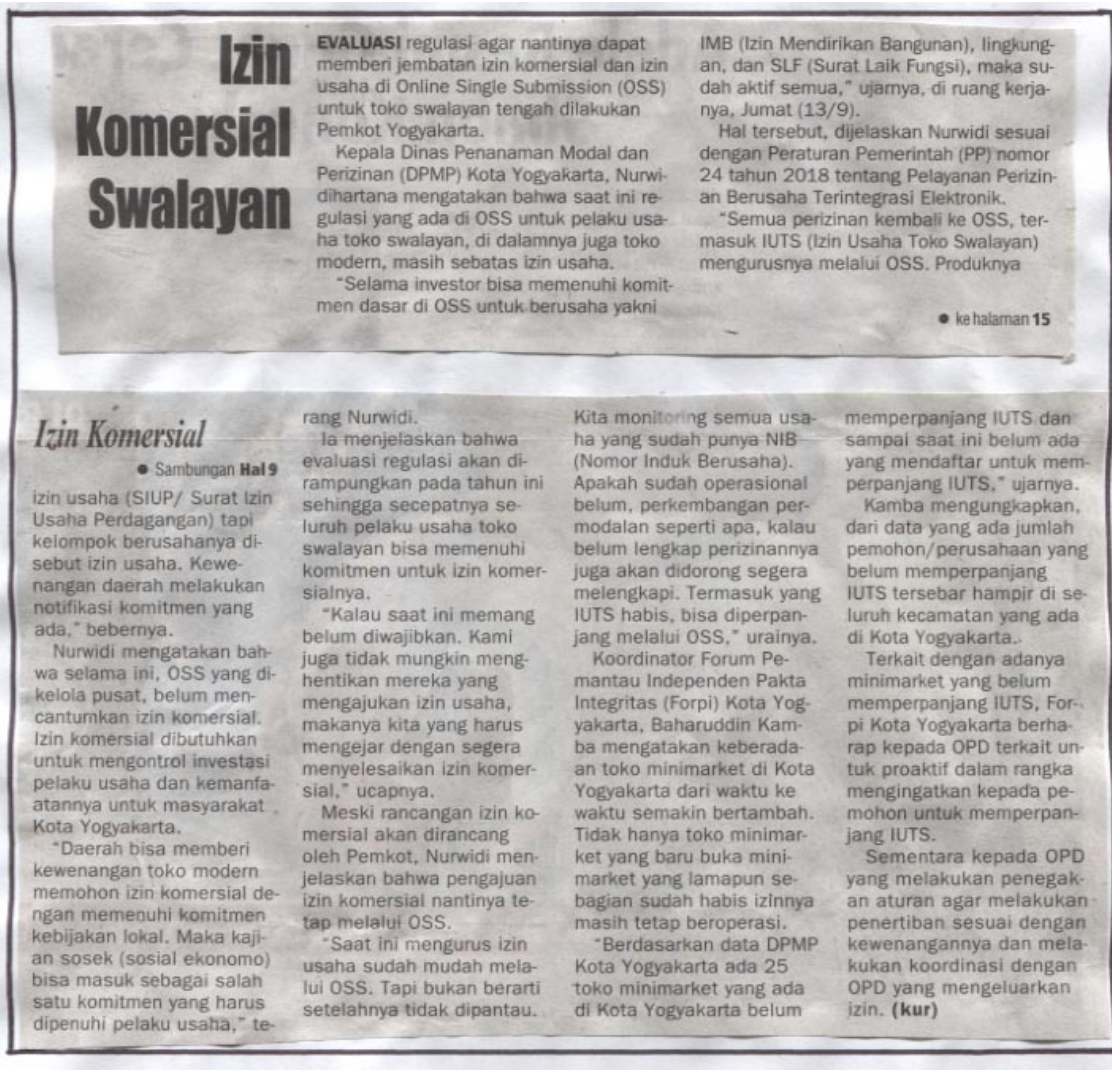 Izin
Komersial
Swalayan
EVALUASI regulasi agar nantinya dapat
memberi jembatan izin komersial dan izin
usaha di Online Single Submission (OSS)
untuk toko swalayan tengah dilakukan
Pemkot Yogyakarta.
Kepala Dinas Penanaman Modal dan
Perizinan (DPMP) Kota Yogyakarta, Nurwi-
dihartana mengatakan bahwa saat ini re-
gulasi yang ada di OSS untuk pelaku usa-
ha toko swalayan, di dalamnya juga toko
modern, masih sebatas izin usaha.
"Selama investor bisa memenuhi komit-
men dasar di OSS untuk berusaha yakni
IMB (Izin Mendirikan Bangunan), lingkung-
an, dan SLF (Surat Laik Fungsi), maka su-
dah aktif semua," ujarnya, di ruang kerja-
nya, Jumat (13/9).
Hal tersebut, dijelaskan Nurwidi sesuai
dengan Peraturan Pemerintah (PP) nomor
24 tahun 2018 tentang Pelayanan Perizin-
an Berusaha Terintegrasi Elektronik.
"Semua perizinan kembali ke OSS, ter-
masuk IUTS (Izin Usaha Toko Swalayan)
mengurusnya melalui OSS. Produknya
● ke halaman 15
Izin Komersial
● Sambungan Hal 9
izin usaha (SIUP/ Surat Izin
Usaha Perdagangan) tapi
kelompok berusahanya di-
sebut izin usaha. Kewe-
nangan daerah melakukan
notifikasi komitmen yang
ada," bebernya.
Nurwidi mengatakan bah-
wa selama ini, OSS yang di-
kelola pusat, belum men-
cantumkan izin komersial.
Izin komersial dibutuhkan
untuk mengontrol investasi
pelaku usaha dan kemanfa-
atannya untuk masyarakat
Kota Yogyakarta.
"Daerah bisa memberi
kewenangan toko modern
memohon izin komersial de-
ngan memenuhi komitmen
kebijakan lokal. Maka kaji-
an sosek (sosial ekonomo)
bisa masuk sebagai salah
satu komitmen yang harus
dipenuhi pelaku usaha," te-
rang Nurwidi.
Ia menjelaskan bahwa
evaluasi regulasi akan di-
rampungkan pada tahun ini
sehingga secepatnya se-
luruh pelaku usaha toko
swalayan bisa memenuhi
komitmen untuk izin komer-
sialnya.
"Kalau saat ini memang
belum diwajibkan. Kami
juga tidak mungkin meng-
hentikan mereka yang
mengajukan izin usaha,
makanya kita yang harus
mengejar dengan segera
menyelesaikan izin komer-
sial," ucapnya.
Meski rancangan izin ko-
mersial akan dirancang
oleh Pemkot, Nurwidi men-
jelaskan bahwa pengajuan
izin komersial nantinya te-
tap melalui OSS.
"Saat ini mengurus izin
usaha sudah mudah mela-
lui OSS. Tapi bukan berarti
setelahnya tidak dipantau.
Kita monitoring semua usa-
ha yang sudah punya NIB
(Nomor Induk Berusaha).
Apakah sudah operasional
belum, perkembangan per-
modalan seperti apa, kalau
belum lengkap perizinannya
juga akan didorong segera
melengkapi. Termasuk yang
IUTS habis, bisa diperpan-
jang melalui OSS," urainya.
Koordinator Forum Pe-
mantau Independen Pakta
Integritas (Forpi) Kota Yog-
yakarta, Baharuddin Kam-
ba mengatakan keberada-
an toko minimarket di Kota
Yogyakarta dari waktu ke
waktu semakin bertambah.
Tidak hanya toko minimar-
ket yang baru buka mini-
market yang lamapun se-
bagian sudah habis izinnya
masih tetap beroperasi.
"Berdasarkan data DPMP
Kota Yogyakarta ada 25
toko minimarket yang ada
di Kota Yogyakarta belum
memperpanjang IUTS dan
sampai saat ini belum ada
yang mendaftar untuk mem-
perpanjang IUTS," ujarnya.
Kamba mengungkapkan,
dari data yang ada jumlah
pemohon/perusahaan yang
belum memperpanjang
IUTS tersebar hampir di se-
luruh kecamatan yang ada
di Kota Yogyakarta.
Terkait dengan adanya
minimarket yang belum
memperpanjang IUTS, For-
pi Kota Yogyakarta berha-
rap kepada OPD terkait un-
tuk proaktif dalam rangka
mengingatkan kepada pe-
mohon untuk memperpan-
jang IUTS.
Sementara kepada OPD
yang melakukan penegak-
an aturan agar melakukan
penertiban sesuai dengan
kewenangannya dan mela-
kukan koordinasi dengan
OPD yang mengeluarkan
izin. (kur)